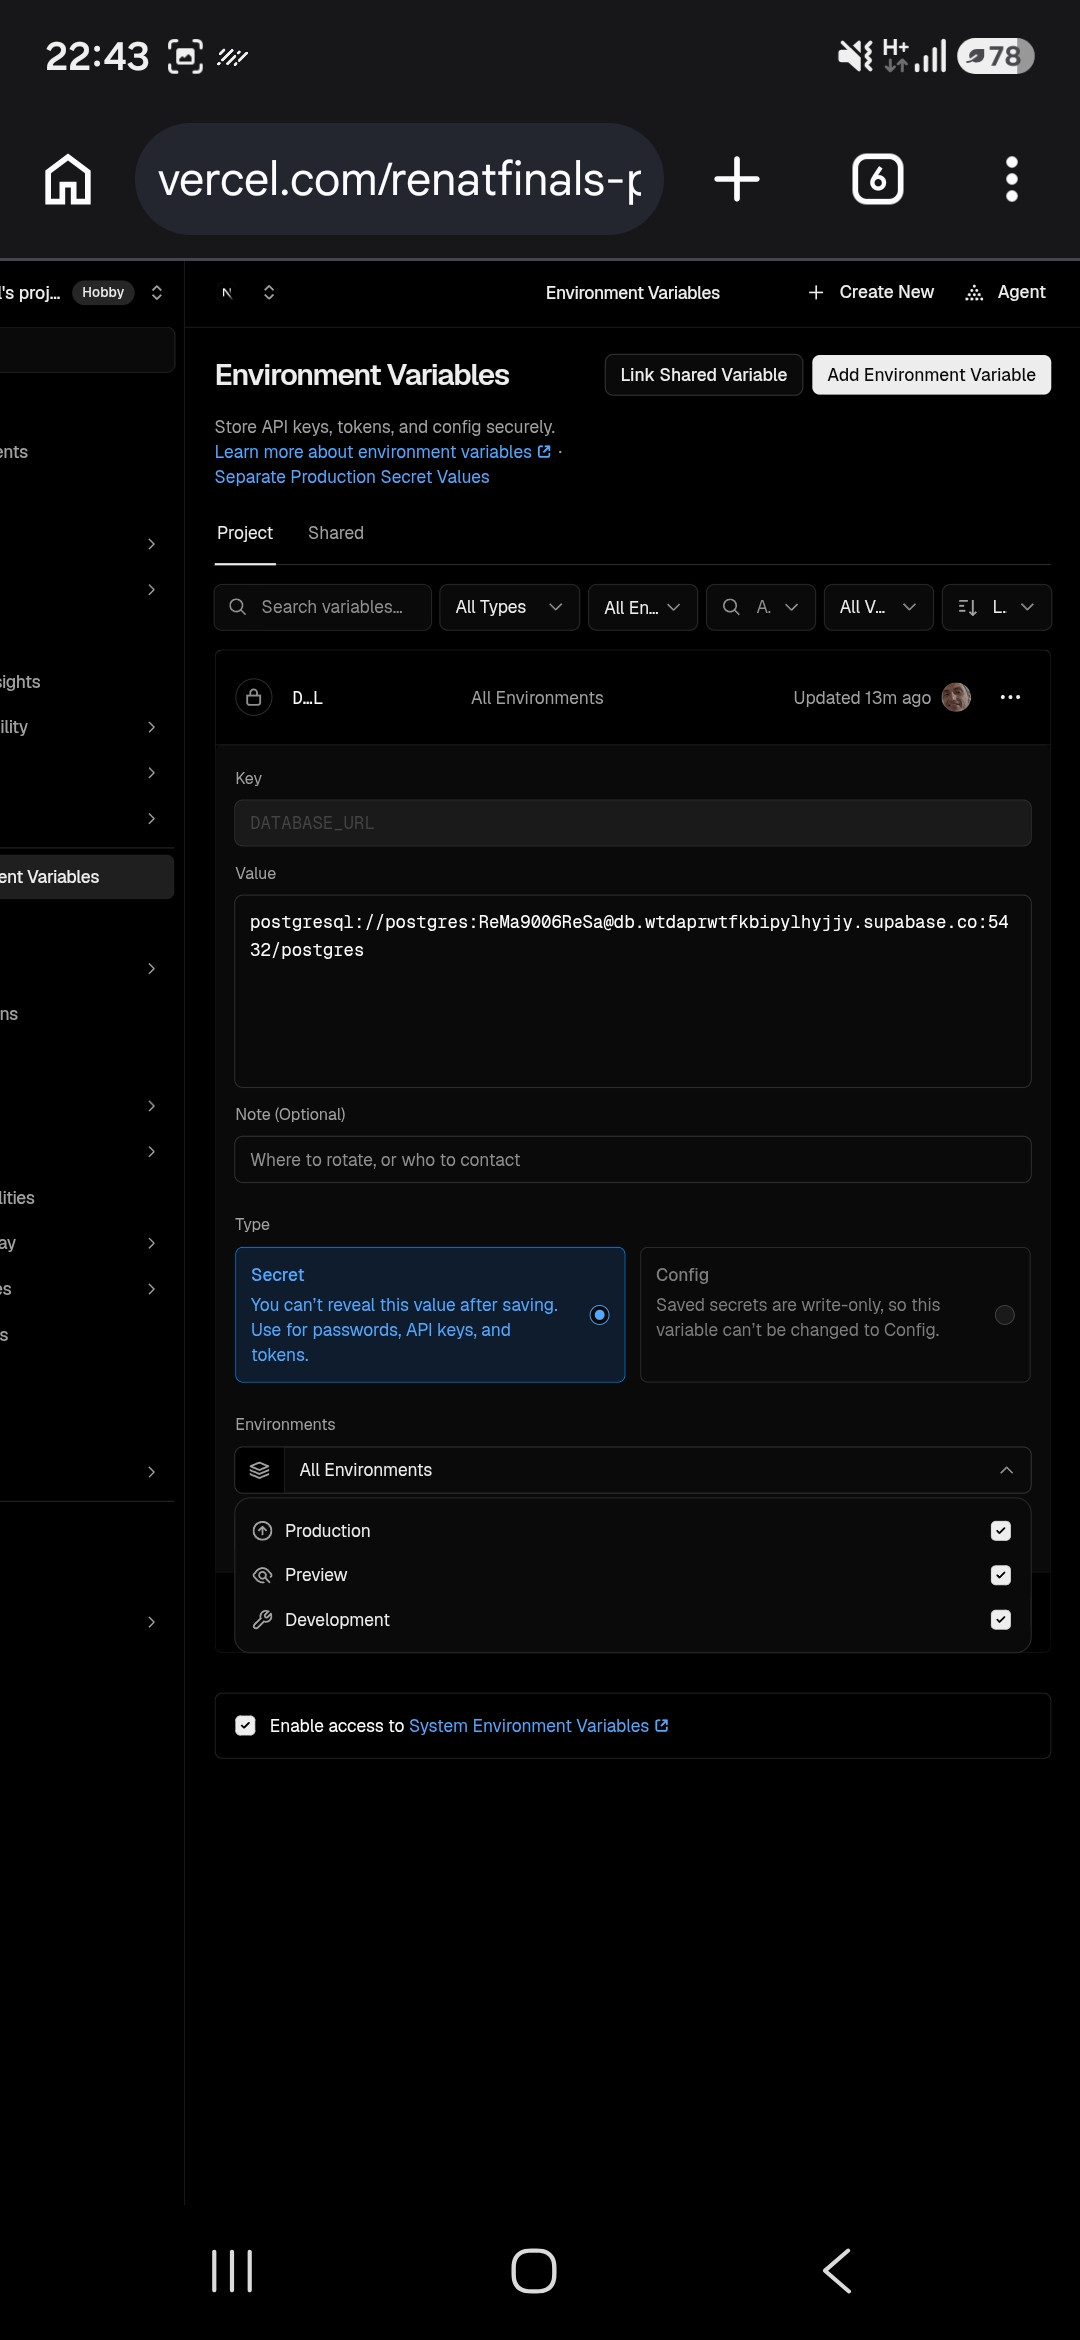 22:43
H+
78
vercel.com/renatfinals-p
6
l's proj...
Hobby
N
Environment Variables
Create New
Agent
Environment Variables
Link Shared Variable
Add Environment Variable
Store API keys, tokens, and config securely.
Learn more about environment variables ·
Separate Production Secret Values
ents
Project
Shared
Search variables...
All Types
All En...
A.
All V...
L.
ights
D...L
All Environments
Updated 13m ago
ility
Key
DATABASE_URL
Value
ent Variables
postgresql://postgres:ReMa9006ReSa@db.wtdaprwtfkbipylhyjjy.supabase.co:54
32/postgres
ns
Note (Optional)
Where to rotate, or who to contact
lities
Type
ay
Secret
You can't reveal this value after saving.
Use for passwords, API keys, and
tokens.
Config
Saved secrets are write-only, so this
variable can't be changed to Config.
es
s
Environments
All Environments
Production
Preview
Development
Enable access to System Environment Variables